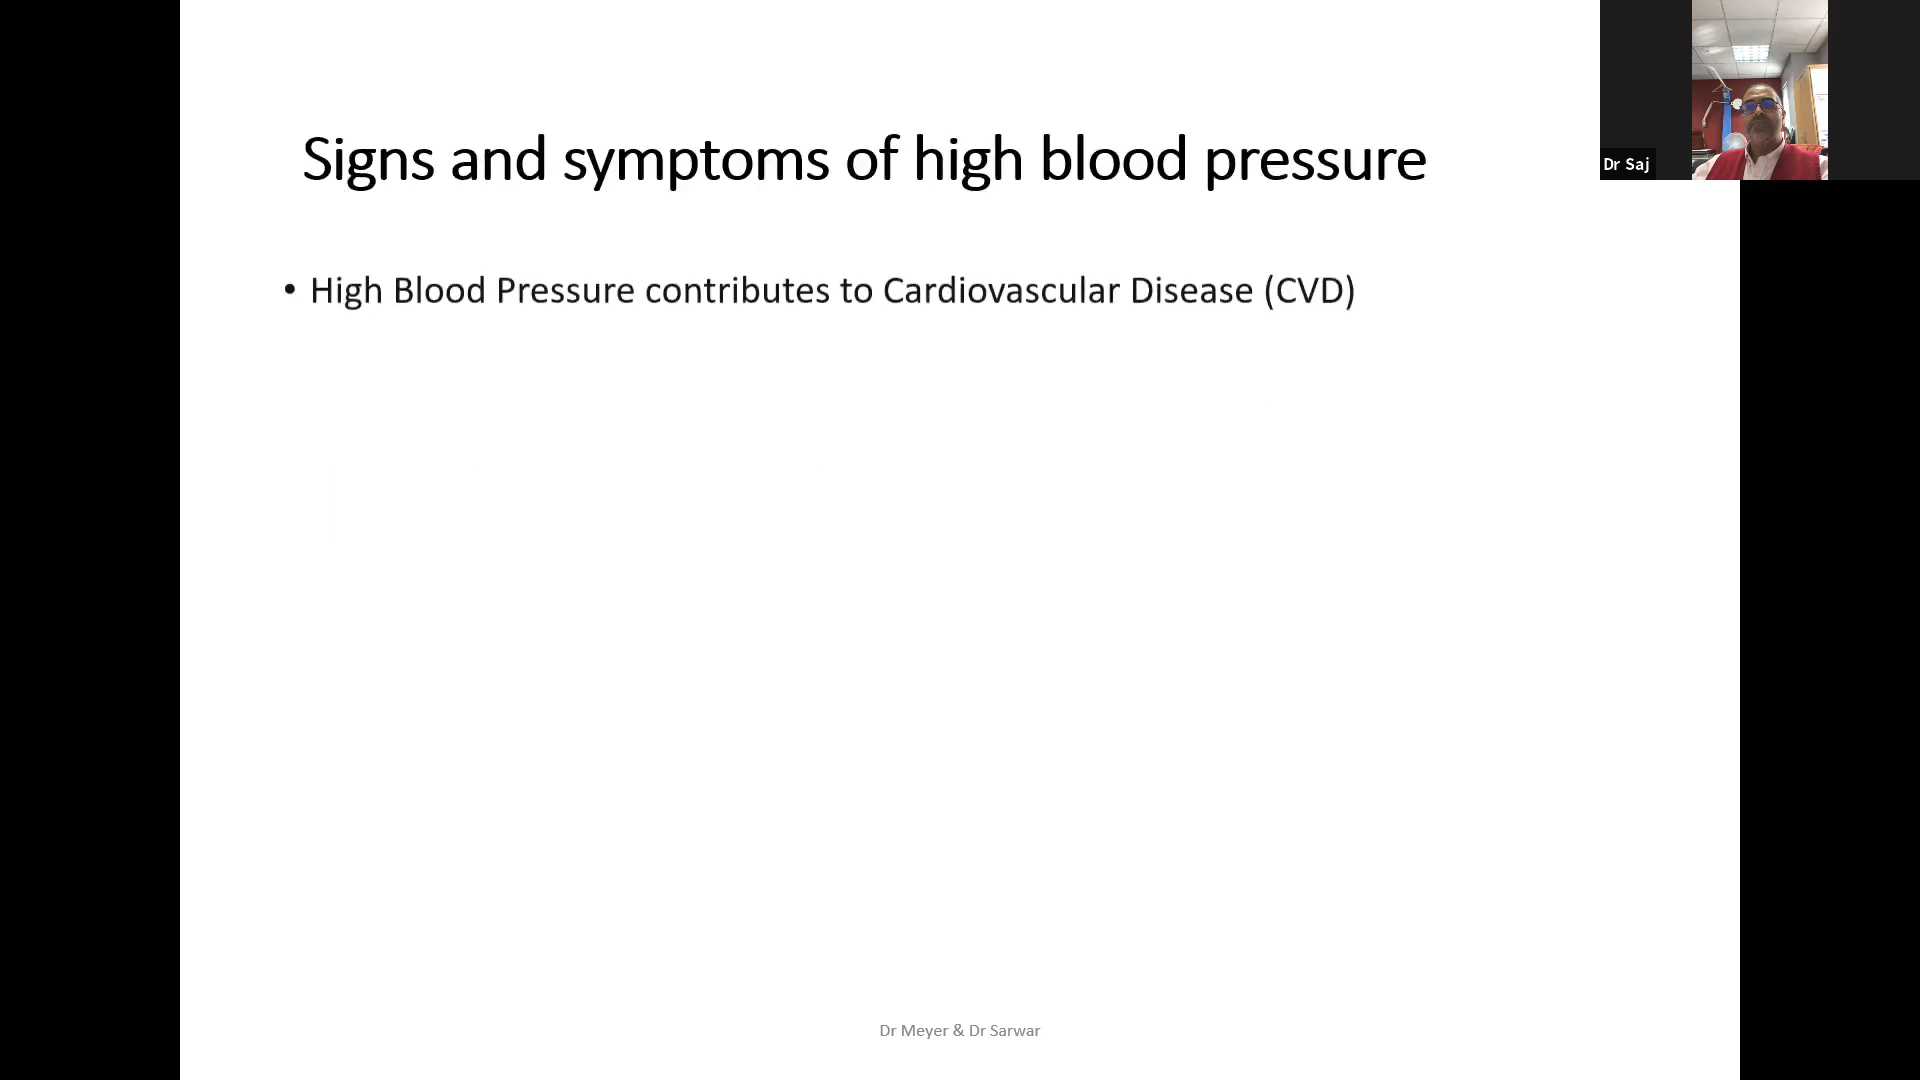 Signs and symptoms of high blood pressure
Dr Saj
• High Blood Pressure contributes to Cardiovascular Disease (CVD)
Dr Meyer & Dr Sarwar